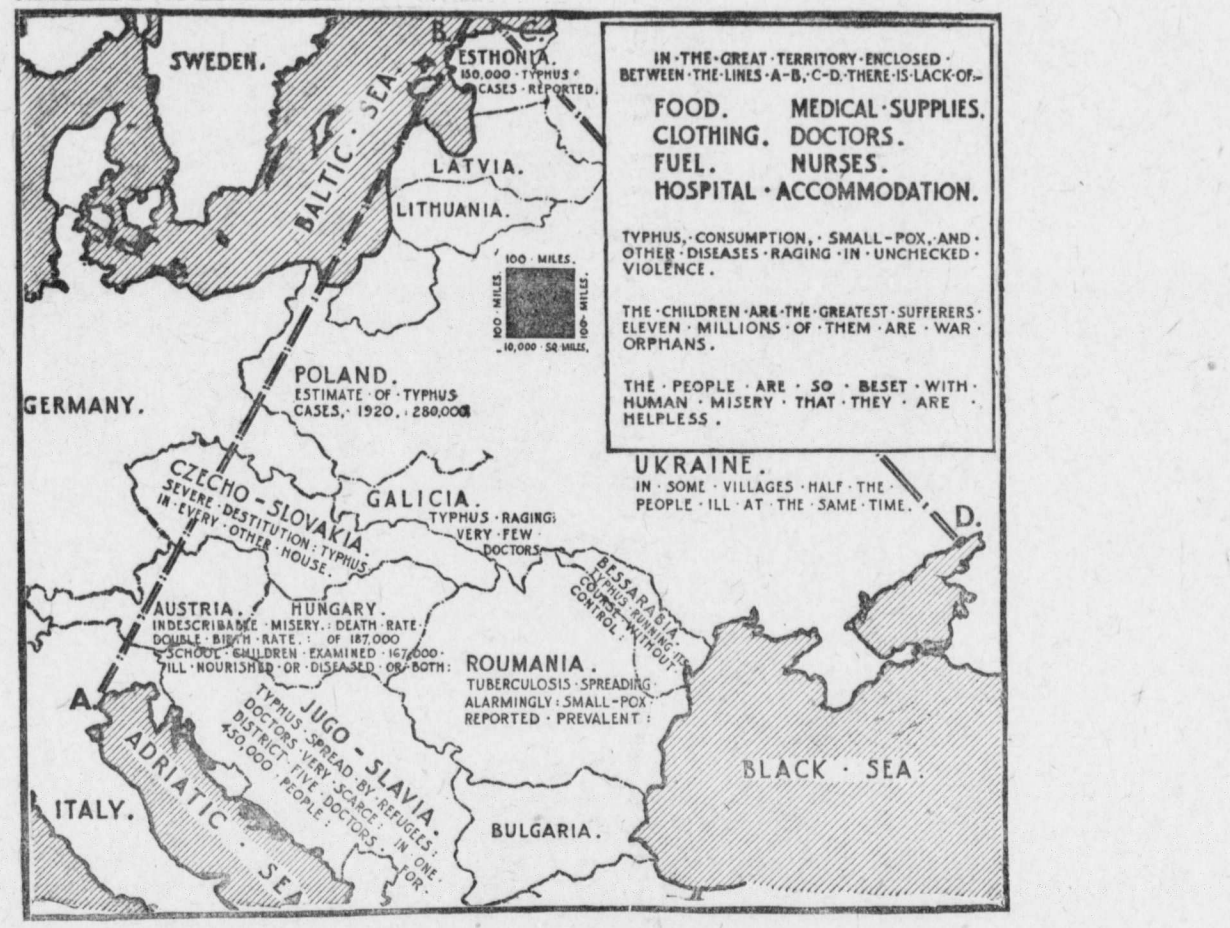 B. C.
SWEDEN.
ESTHONIA.
150,000 · TYPHUS ·
CASES · REPORTED.
BALTIC · SEA.
LATVIA.
LITHUANIA.
100 · MILES.
100 · MILES.
100 · MILES.
10,000 · SQ · MILES.
IN · THE · GREAT · TERRITORY · ENCLOSED ·
BETWEEN · THE · LINES · A-B, · C-D. · THERE · IS · LACK · OF:-
FOOD. MEDICAL · SUPPLIES.
CLOTHING. DOCTORS.
FUEL. NURSES.
HOSPITAL · ACCOMMODATION.
TYPHUS, · CONSUMPTION, · SMALL-POX, · AND ·
OTHER · DISEASES · RAGING · IN · UNCHECKED ·
VIOLENCE .
THE · CHILDREN · ARE · THE · GREATEST · SUFFERERS ·
ELEVEN · MILLIONS · OF · THEM · ARE · WAR ·
ORPHANS .
THE · PEOPLE · ARE · SO · BESET · WITH ·
HUMAN · MISERY · THAT · THEY · ARE ·
HELPLESS .
GERMANY.
POLAND.
ESTIMATE · OF · TYPHUS
CASES, · 1920, : 280,000
CZECHO - SLOVAKIA.
SEVERE · DESTITUTION : TYPHUS
IN · EVERY · OTHER · HOUSE.
GALICIA.
TYPHUS · RAGING:
VERY · FEW ·
DOCTORS
UKRAINE.
IN · SOME · VILLAGES · HALF · THE ·
PEOPLE · ILL · AT · THE · SAME · TIME.
D.
BESSARABIA.
TYPHUS · RUNNING · ITS
COURSE · WITHOUT ·
CONTROL :
AUSTRIA. HUNGARY.
INDESCRIBABLE · MISERY. : DEATH · RATE ·
DOUBLE · BIRTH · RATE. : OF 187,000
SCHOOL · CHILDREN · EXAMINED · 167,000 ·
ILL · NOURISHED · OR · DISEASED · OR · BOTH :
ROUMANIA .
TUBERCULOSIS · SPREADING ·
ALARMINGLY : SMALL-POX ·
REPORTED · PREVALENT :
A.
JUGO - SLAVIA.
TYPHUS · SPREAD · BY · REFUGEES :
DOCTORS · VERY · SCARCE : IN · ONE ·
DISTRICT · FIVE · DOCTORS · FOR ·
450,000 · PEOPLE :
ADRIATIC · SEA
ITALY.
BULGARIA.
BLACK · SEA.